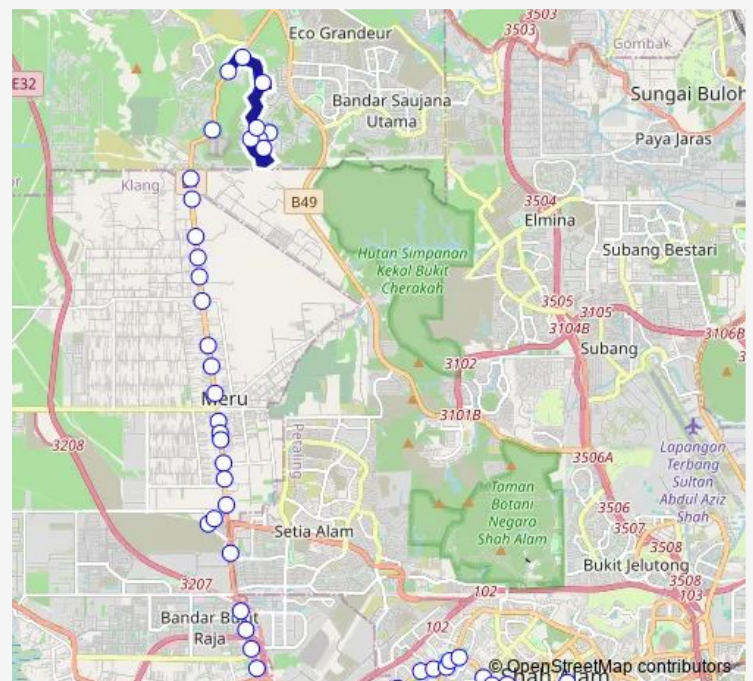 3503
3503
Eco Grandeur
Gombak
E32
Sungai Buloh
Bandar Saujana
Utama
Paya Jaras
Klang
3504
B49
Elmina
Subang Bestari
Hutan Simpanan
Kekal Bukit
Cherakah
3505
3105
3104B
3106B
Subang
3102
Meru
3101B
3208
Petaling
3506A
Lapangan
Terbang
Sultan
Abdul Aziz
Shah
Taman
Botani
Negara
Shah Alam
3506
3507
Setia Alam
3508
Bukit Jelutong
3207
102
3508
103
Bandar Bukit
Raja
102
© OpenStreetMap contributors
Shah Alam